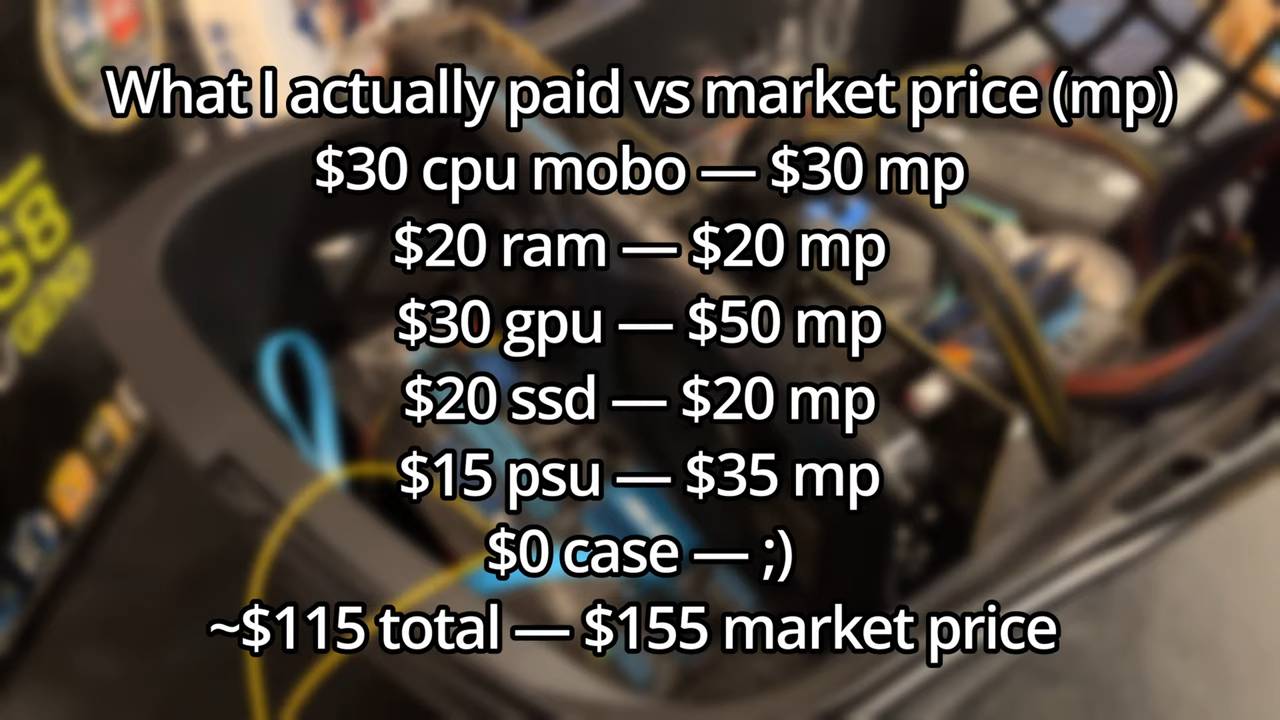 What I actually paid vs market price (mp)
$30 cpu mobo — $30 mp
$20 ram — $20 mp
$30 gpu — $50 mp
$20 ssd — $20 mp
$15 psu — $35 mp
$0 case — ;)
~$115 total — $155 market price